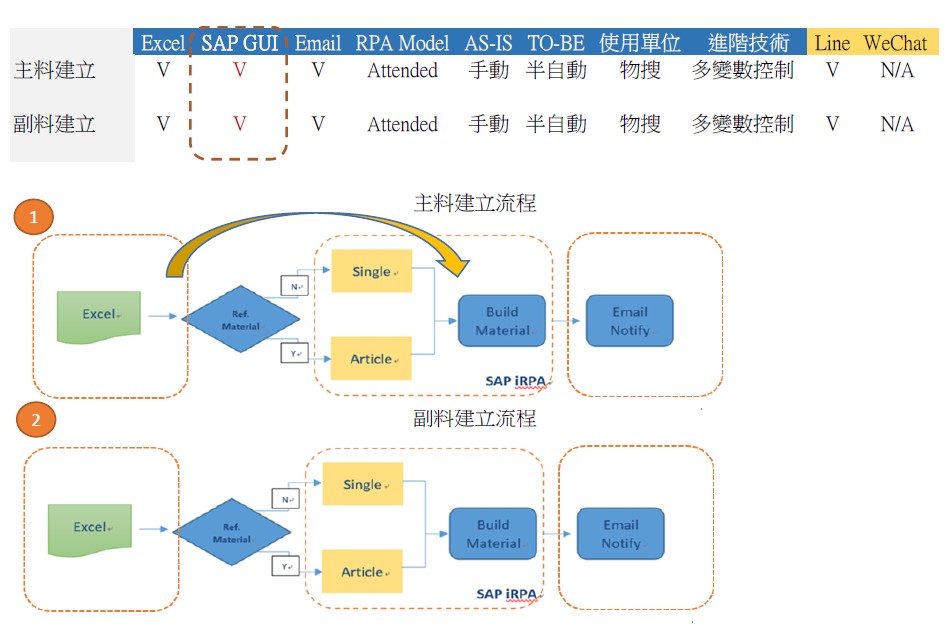 Excel SAP GUI Email RPA Model AS-IS TO-BE 使用單位 進階技術 Line WeChat
主料建立 V V V Attended 手動 半自動 物搜 多變數控制 V N/A
副料建立 V V V Attended 手動 半自動 物搜 多變數控制 V N/A
主料建立流程
1
Excel
Ref.
Material
N
Y
Single
Article
Build
Material
SAP iRPA
Email
Notify
副料建立流程
2
Excel
Ref.
Material
N
Y
Single
Article
Build
Material
SAP iRPA
Email
Notify